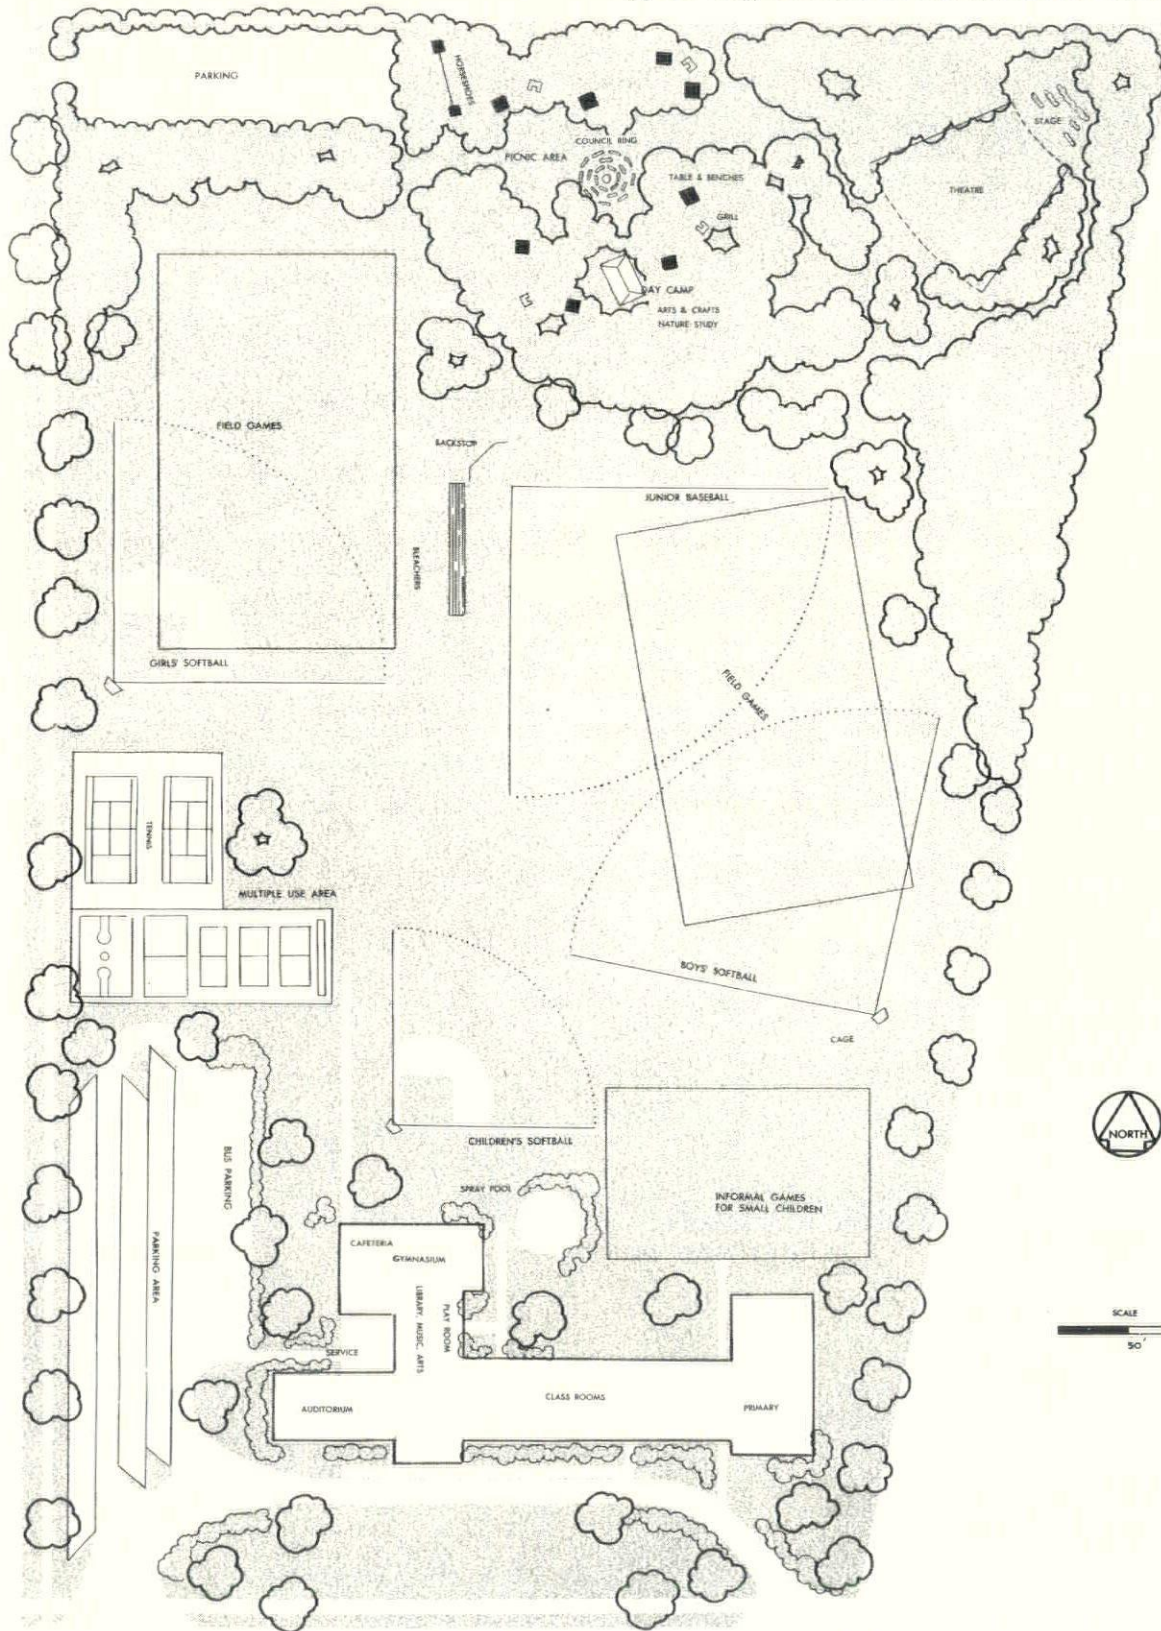 PARKING
HORSESHOES
STAGE
COUNCIL RING
PICNIC AREA
TABLE & BENCHES
THEATRE
GRILL
DAY CAMP
ARTS & CRAFTS
NATURE STUDY
FIELD GAMES
BACKSTOP
JUNIOR BASEBALL
BLEACHERS
GIRLS' SOFTBALL
FIELD GAMES
TENNIS
MULTIPLE USE AREA
BOYS' SOFTBALL
CAGE
NORTH
CHILDREN'S SOFTBALL
BUS PARKING
SPRAY POOL
INFORMAL GAMES
FOR SMALL CHILDREN
PARKING AREA
CAFETERIA
GYMNASIUM
LIBRARY MUSIC, ARTS
PLAY ROOM
SCALE
50'
SERVICE
CLASS ROOMS
AUDITORIUM
PRIMARY